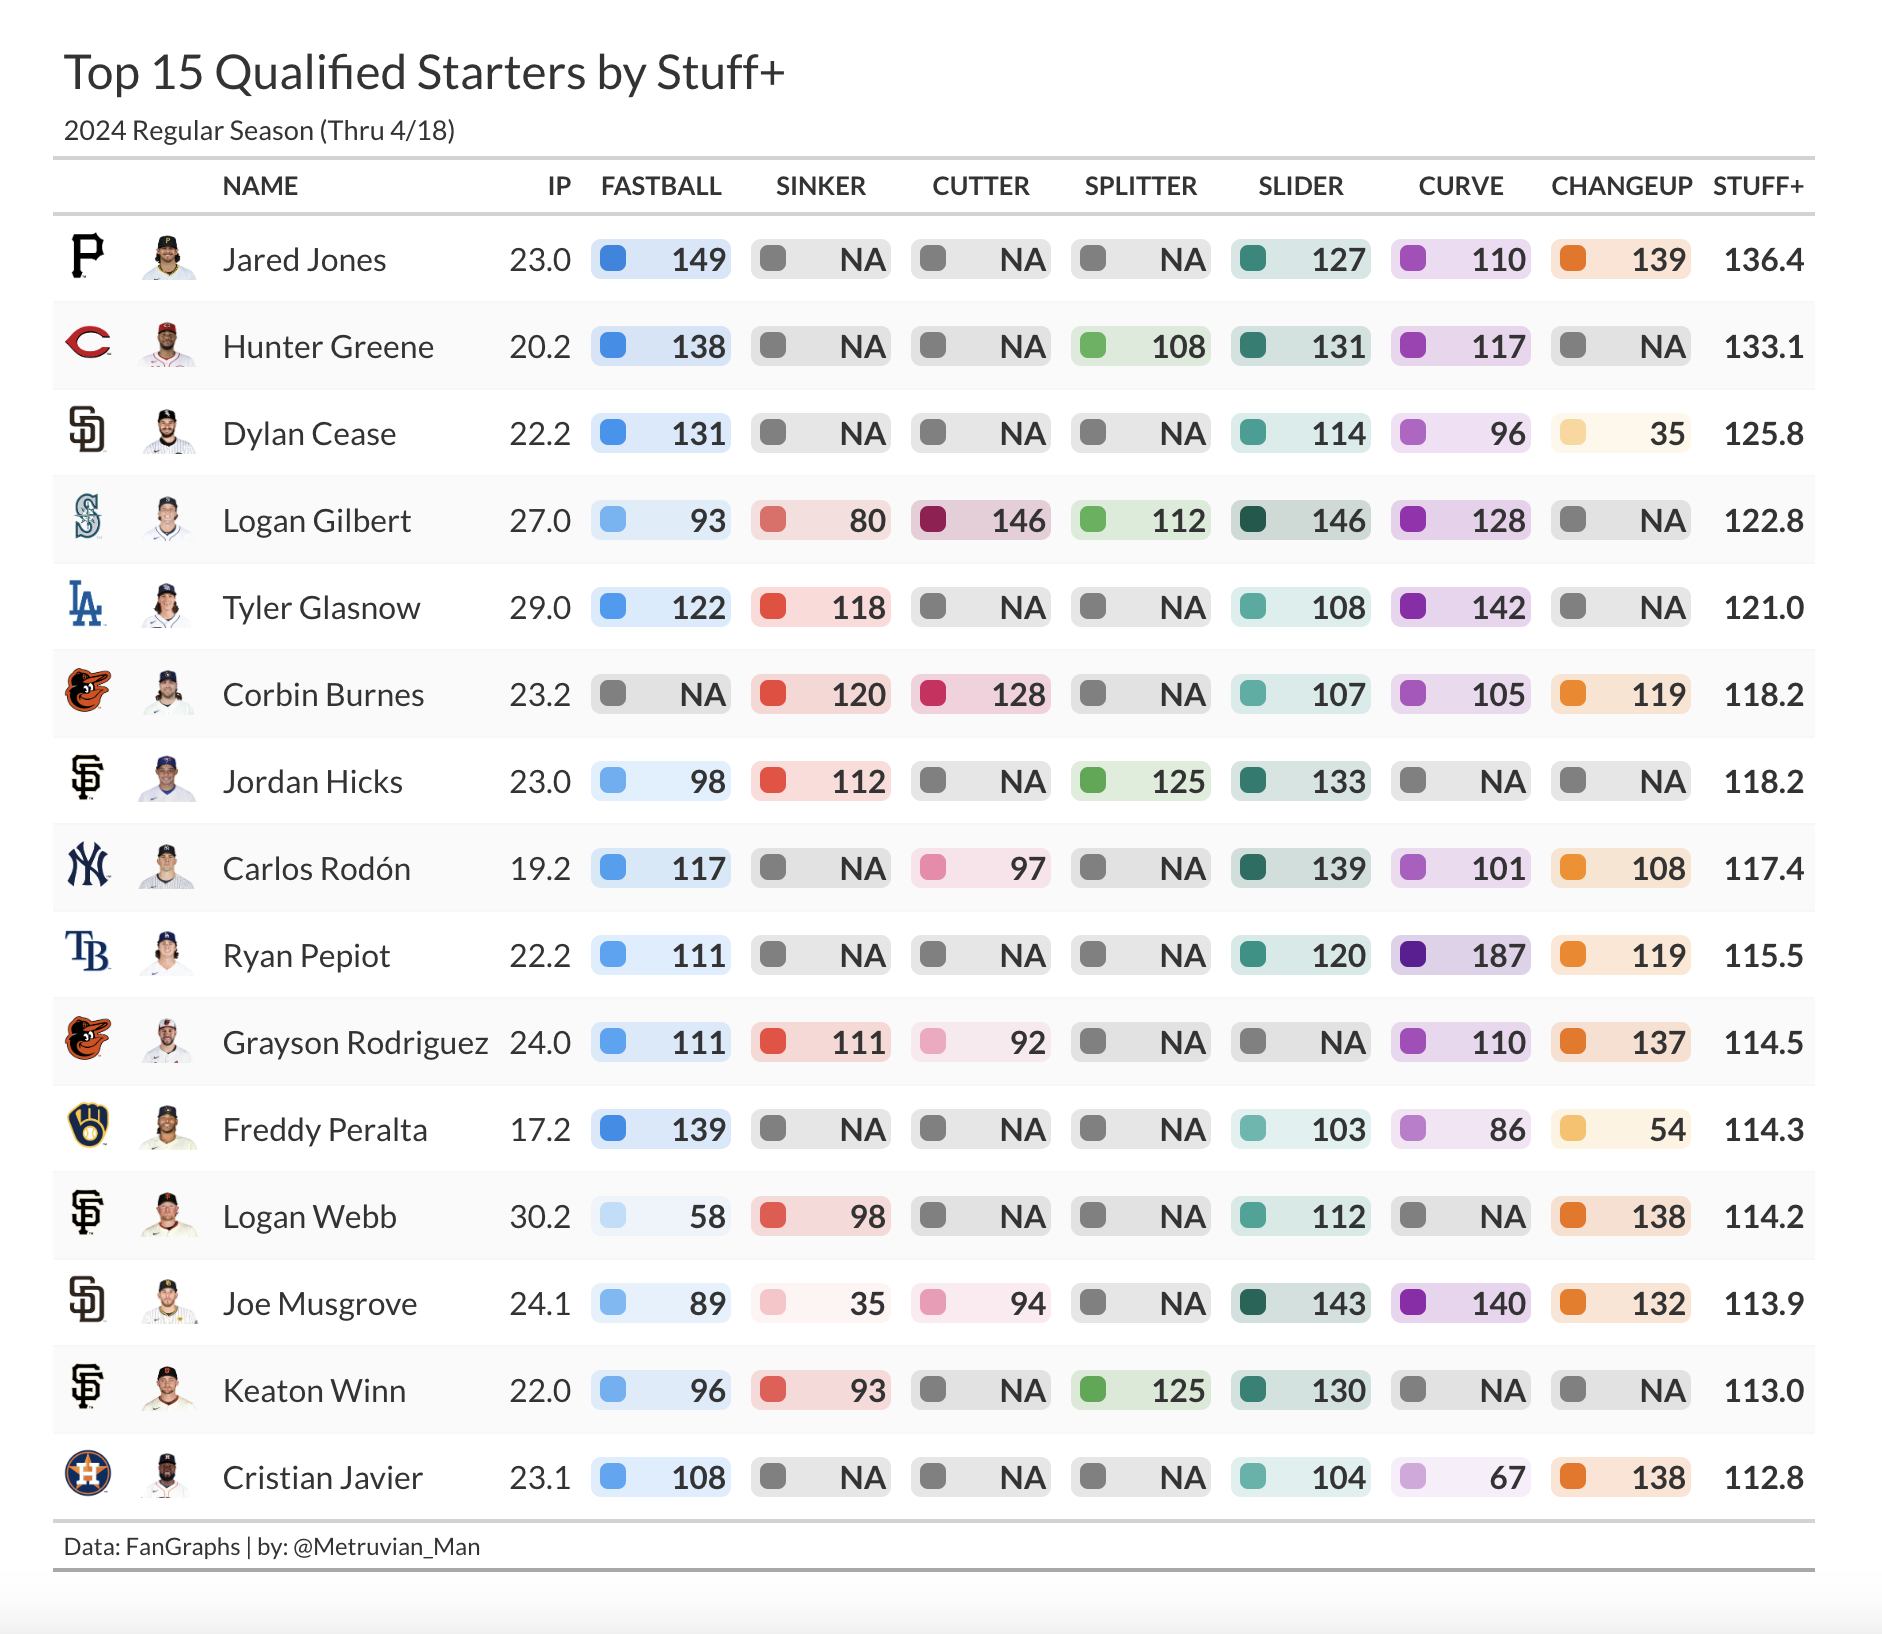 Top 15 Qualified Starters by Stuff+
2024 Regular Season (Thru 4/18)
NAME IP FASTBALL SINKER CUTTER SPLITTER SLIDER CURVE CHANGEUP STUFF+
P Jared Jones 23.0 149 NA NA NA 127 110 139 136.4
C Hunter Greene 20.2 138 NA NA 108 131 117 NA 133.1
SD Dylan Cease 22.2 131 NA NA NA 114 96 35 125.8
S Logan Gilbert 27.0 93 80 146 112 146 128 NA 122.8
LA Tyler Glasnow 29.0 122 118 NA NA 108 142 NA 121.0
Corbin Burnes 23.2 NA 120 128 NA 107 105 119 118.2
SF Jordan Hicks 23.0 98 112 NA 125 133 NA NA 118.2
NY Carlos Rodón 19.2 117 NA 97 NA 139 101 108 117.4
TB Ryan Pepiot 22.2 111 NA NA NA 120 187 119 115.5
Grayson Rodriguez 24.0 111 111 92 NA NA 110 137 114.5
Freddy Peralta 17.2 139 NA NA NA 103 86 54 114.3
SF Logan Webb 30.2 58 98 NA NA 112 NA 138 114.2
SD Joe Musgrove 24.1 89 35 94 NA 143 140 132 113.9
SF Keaton Winn 22.0 96 93 NA 125 130 NA NA 113.0
H Cristian Javier 23.1 108 NA NA NA 104 67 138 112.8
Data: FanGraphs | by: @Metruvian_Man